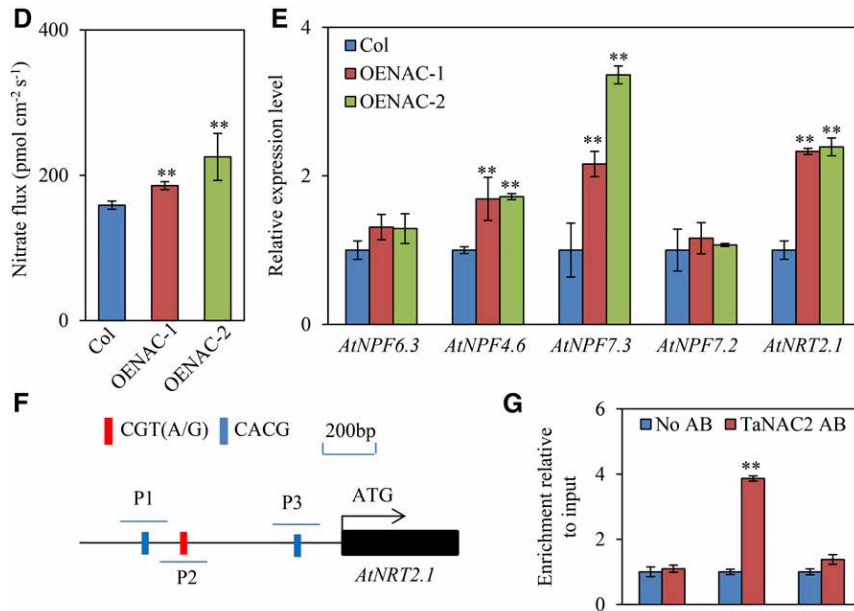 D
Nitrate flux (pmol cm⁻² s⁻¹)
400
200
0
**
**
Col
OENAC-1
OENAC-2
E
Relative expression level
4
2
0
Col
OENAC-1
OENAC-2
** **
**
**
** **
AtNPF6.3 AtNPF4.6 AtNPF7.3 AtNPF7.2 AtNRT2.1
F
CGT(A/G) CACG 200bp
P1
P2
P3
ATG
AtNRT2.1
G
Enrichment relative
to input
6
4
2
0
No AB TaNAC2 AB
**